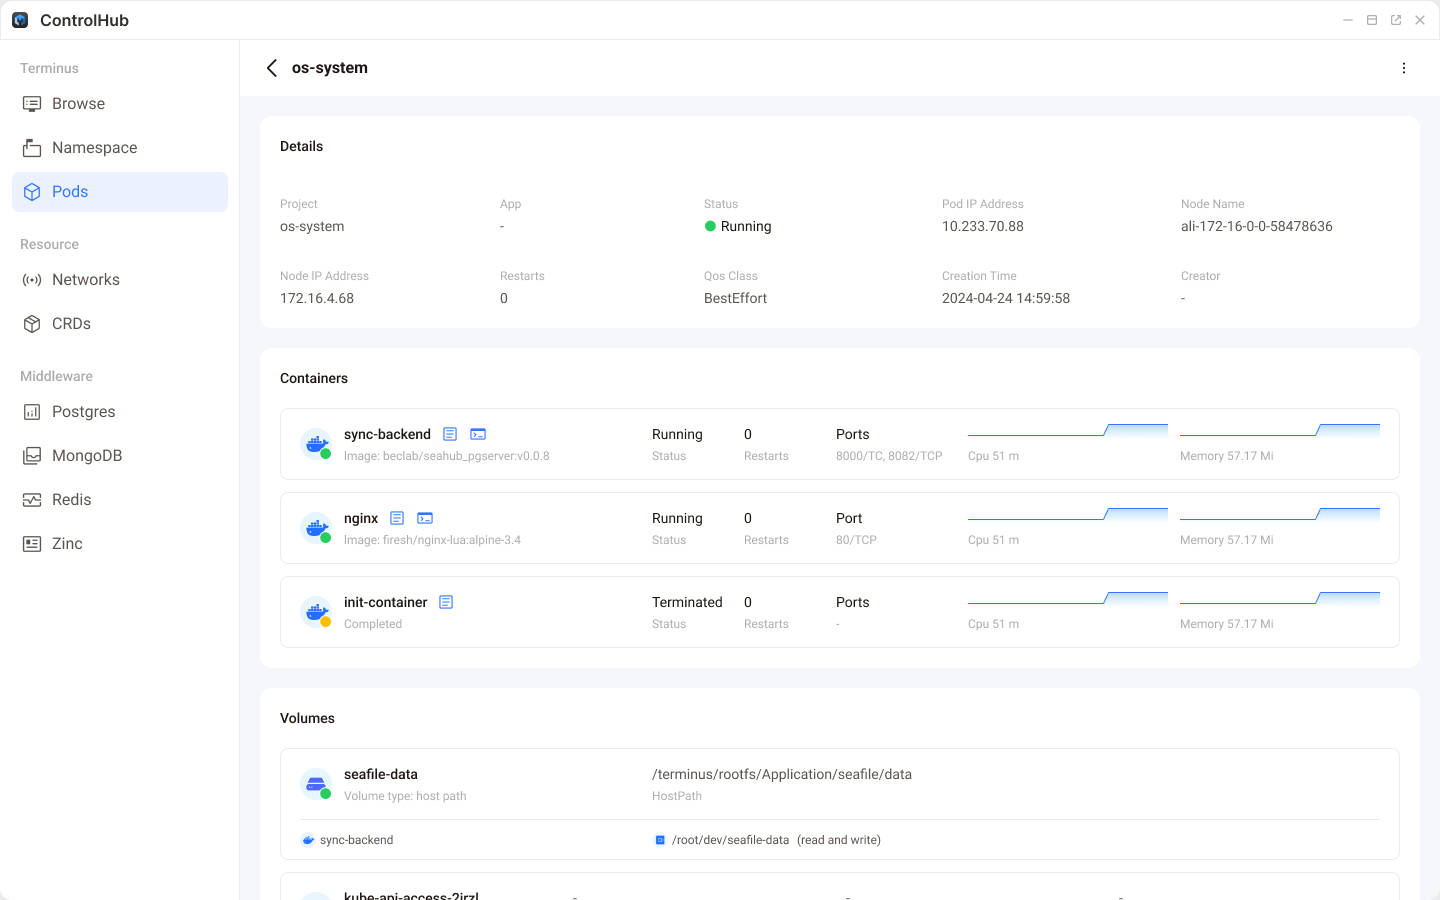 ControlHub
Terminus
Browse
Namespace
Pods
Resource
Networks
CRDs
Middleware
Postgres
MongoDB
Redis
Zinc
os-system
Details
Project App Status Pod IP Address Node Name
os-system - Running 10.233.70.88 ali-172-16-0-0-58478636
Node IP Address Restarts Qos Class Creation Time Creator
172.16.4.68 0 BestEffort 2024-04-24 14:59:58 -
Containers
sync-backend Running 0 Ports
Image: beclab/seahub_pgserver:v0.0.8 Status Restarts 8000/TC, 8082/TCP Cpu 51 m Memory 57.17 Mi
nginx Running 0 Port
Image: firesh/nginx-lua:alpine-3.4 Status Restarts 80/TCP Cpu 51 m Memory 57.17 Mi
init-container Terminated 0 Ports
Completed Status Restarts - Cpu 51 m Memory 57.17 Mi
Volumes
seafile-data /terminus/rootfs/Application/seafile/data
Volume type: host path HostPath
sync-backend /root/dev/seafile-data (read and write)
- - -